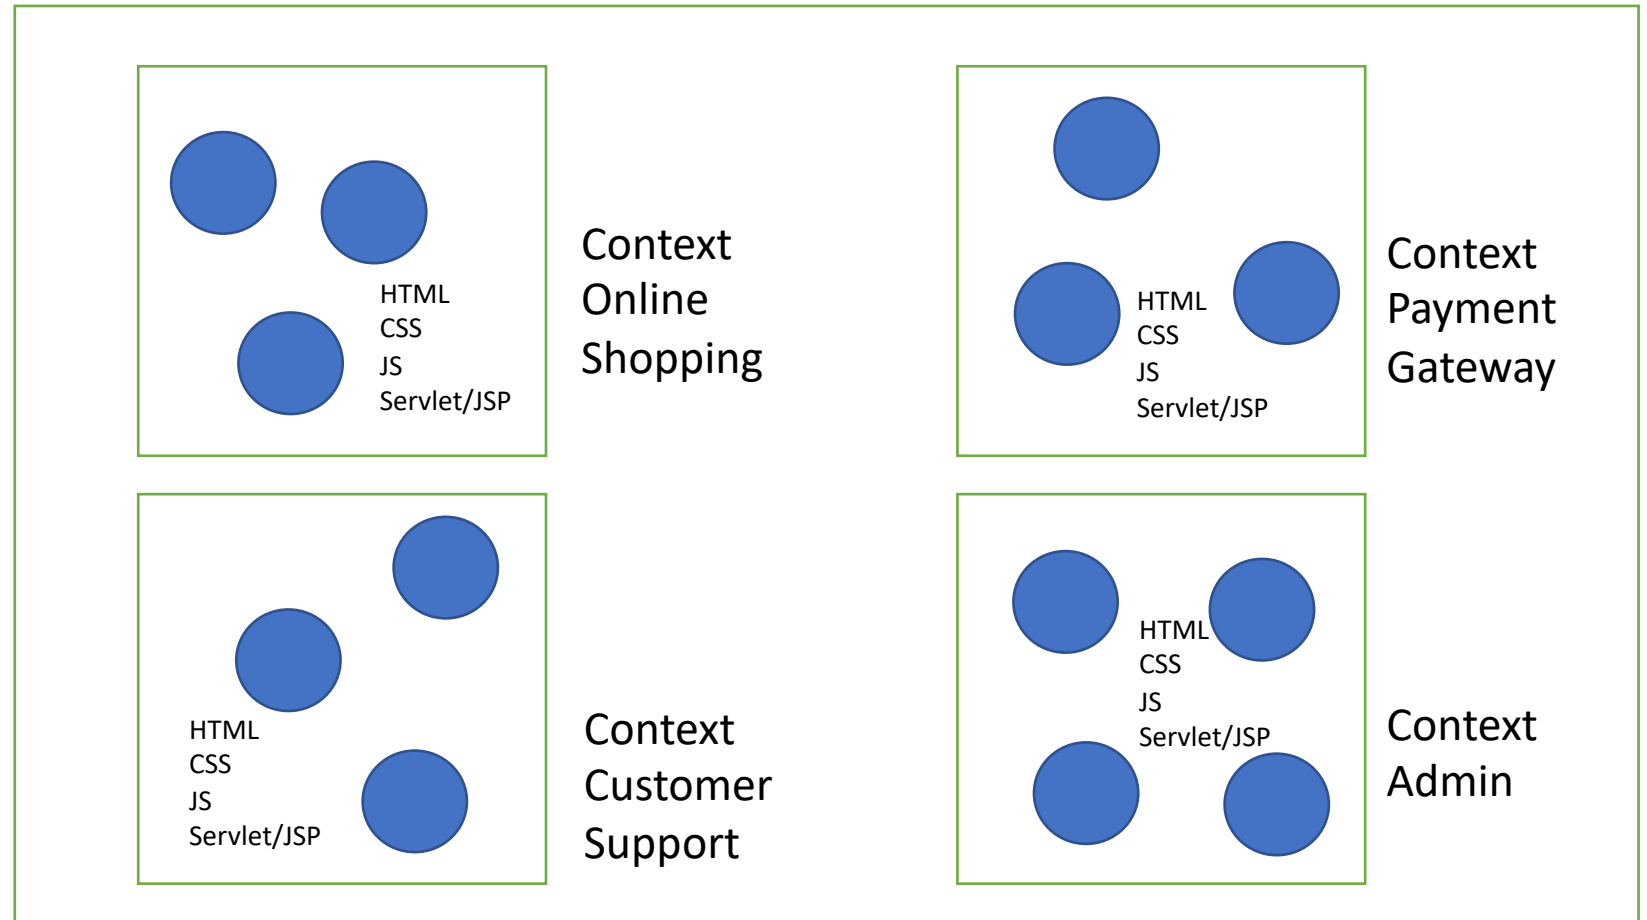 HTML
CSS
JS
Servlet/JSP
Context
Online
Shopping
HTML
CSS
JS
Servlet/JSP
Context
Payment
Gateway
HTML
CSS
JS
Servlet/JSP
Context
Customer
Support
HTML
CSS
JS
Servlet/JSP
Context
Admin